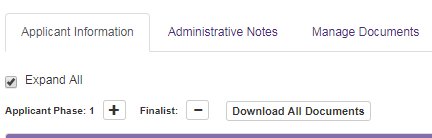 Applicant Information Administrative Notes Manage Documents
Expand All
Applicant Phase: 1 + Finalist: − Download All Documents